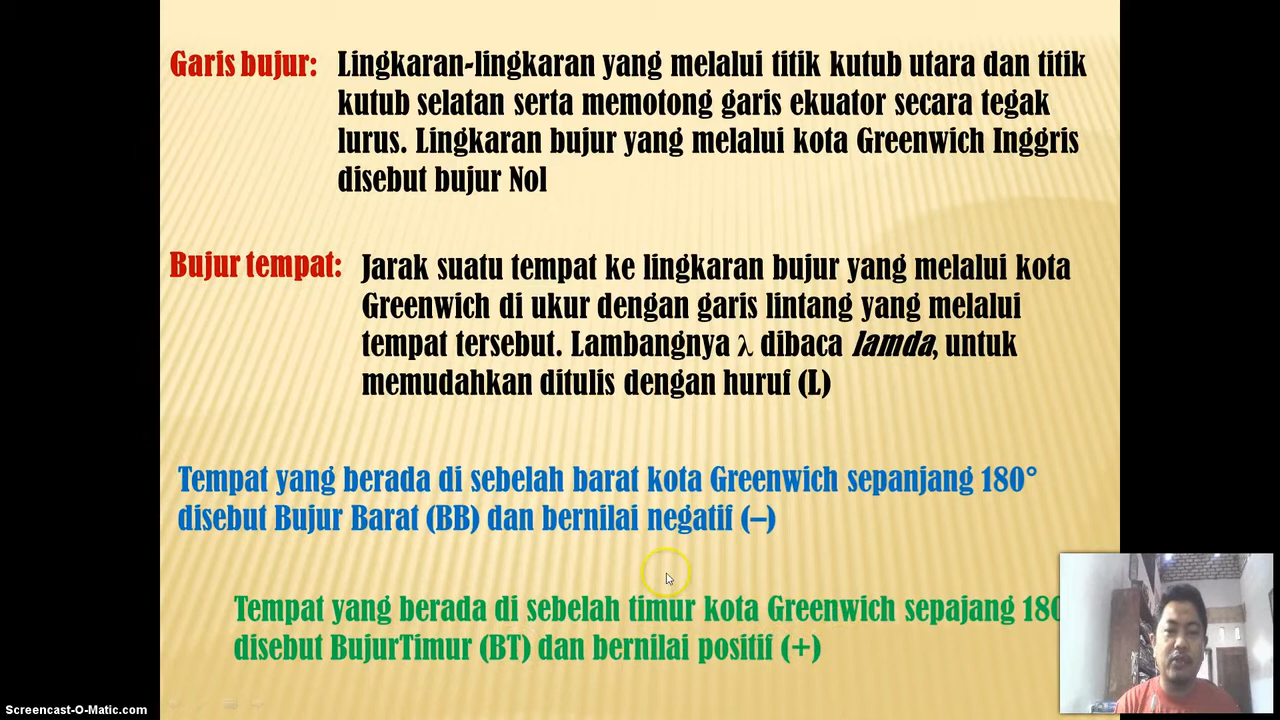 Garis bujur: Lingkaran-lingkaran yang melalui titik kutub utara dan titik
kutub selatan serta memotong garis ekuator secara tegak
lurus. Lingkaran bujur yang melalui kota Greenwich Inggris
disebut bujur Nol
Bujur tempat: Jarak suatu tempat ke lingkaran bujur yang melalui kota
Greenwich di ukur dengan garis lintang yang melalui
tempat tersebut. Lambangnya λ dibaca lamda, untuk
memudahkan ditulis dengan huruf (L)
Tempat yang berada di sebelah barat kota Greenwich sepanjang 180°
disebut Bujur Barat (BB) dan bernilai negatif (–)
Tempat yang berada di sebelah timur kota Greenwich sepajang 180
disebut BujurTimur (BT) dan bernilai positif (+)
Screencast-O-Matic.com